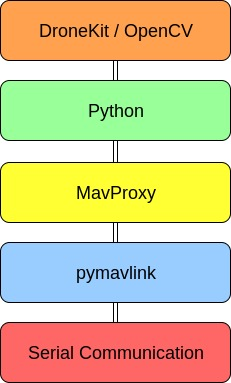 DroneKit / OpenCV
Python
MavProxy
pymavlink
Serial Communication